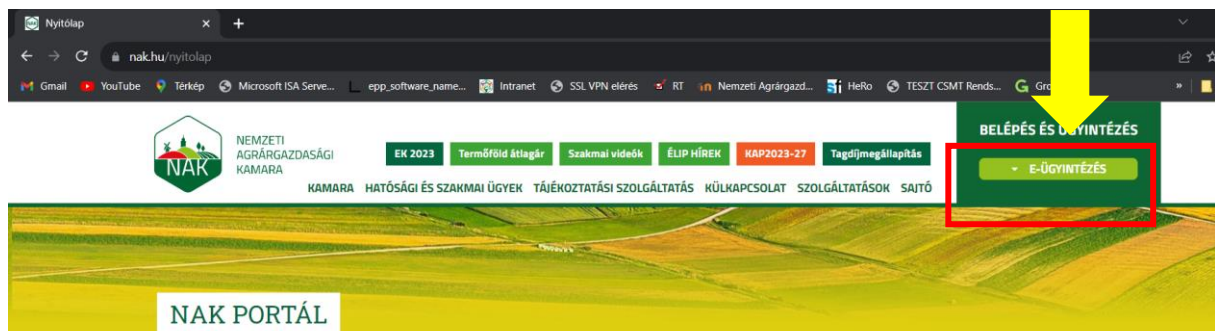 Nyitólap
nak.hu/nyitolap
Gmail YouTube Térkép Microsoft ISA Serve... epp_software_name... Intranet SSL VPN elérés RT Nemzeti Agrárgazd... HeRo TESZT CSMT Rends...
BELÉPÉS ÉS ÜGYINTÉZÉS
NEMZETI
AGRÁRGAZDASÁGI
KAMARA
NAK
EK 2023 Termőföld átlagár Szakmai videók ÉLIP HÍREK KAP2023-27 Tagdíjmegállapítás
E-ÜGYINTÉZÉS
KAMARA HATÓSÁGI ÉS SZAKMAI ÜGYEK TÁJÉKOZTATÁSI SZOLGÁLTATÁS KÜLKAPCSOLAT SZOLGÁLTATÁSOK SAJTÓ
NAK PORTÁL